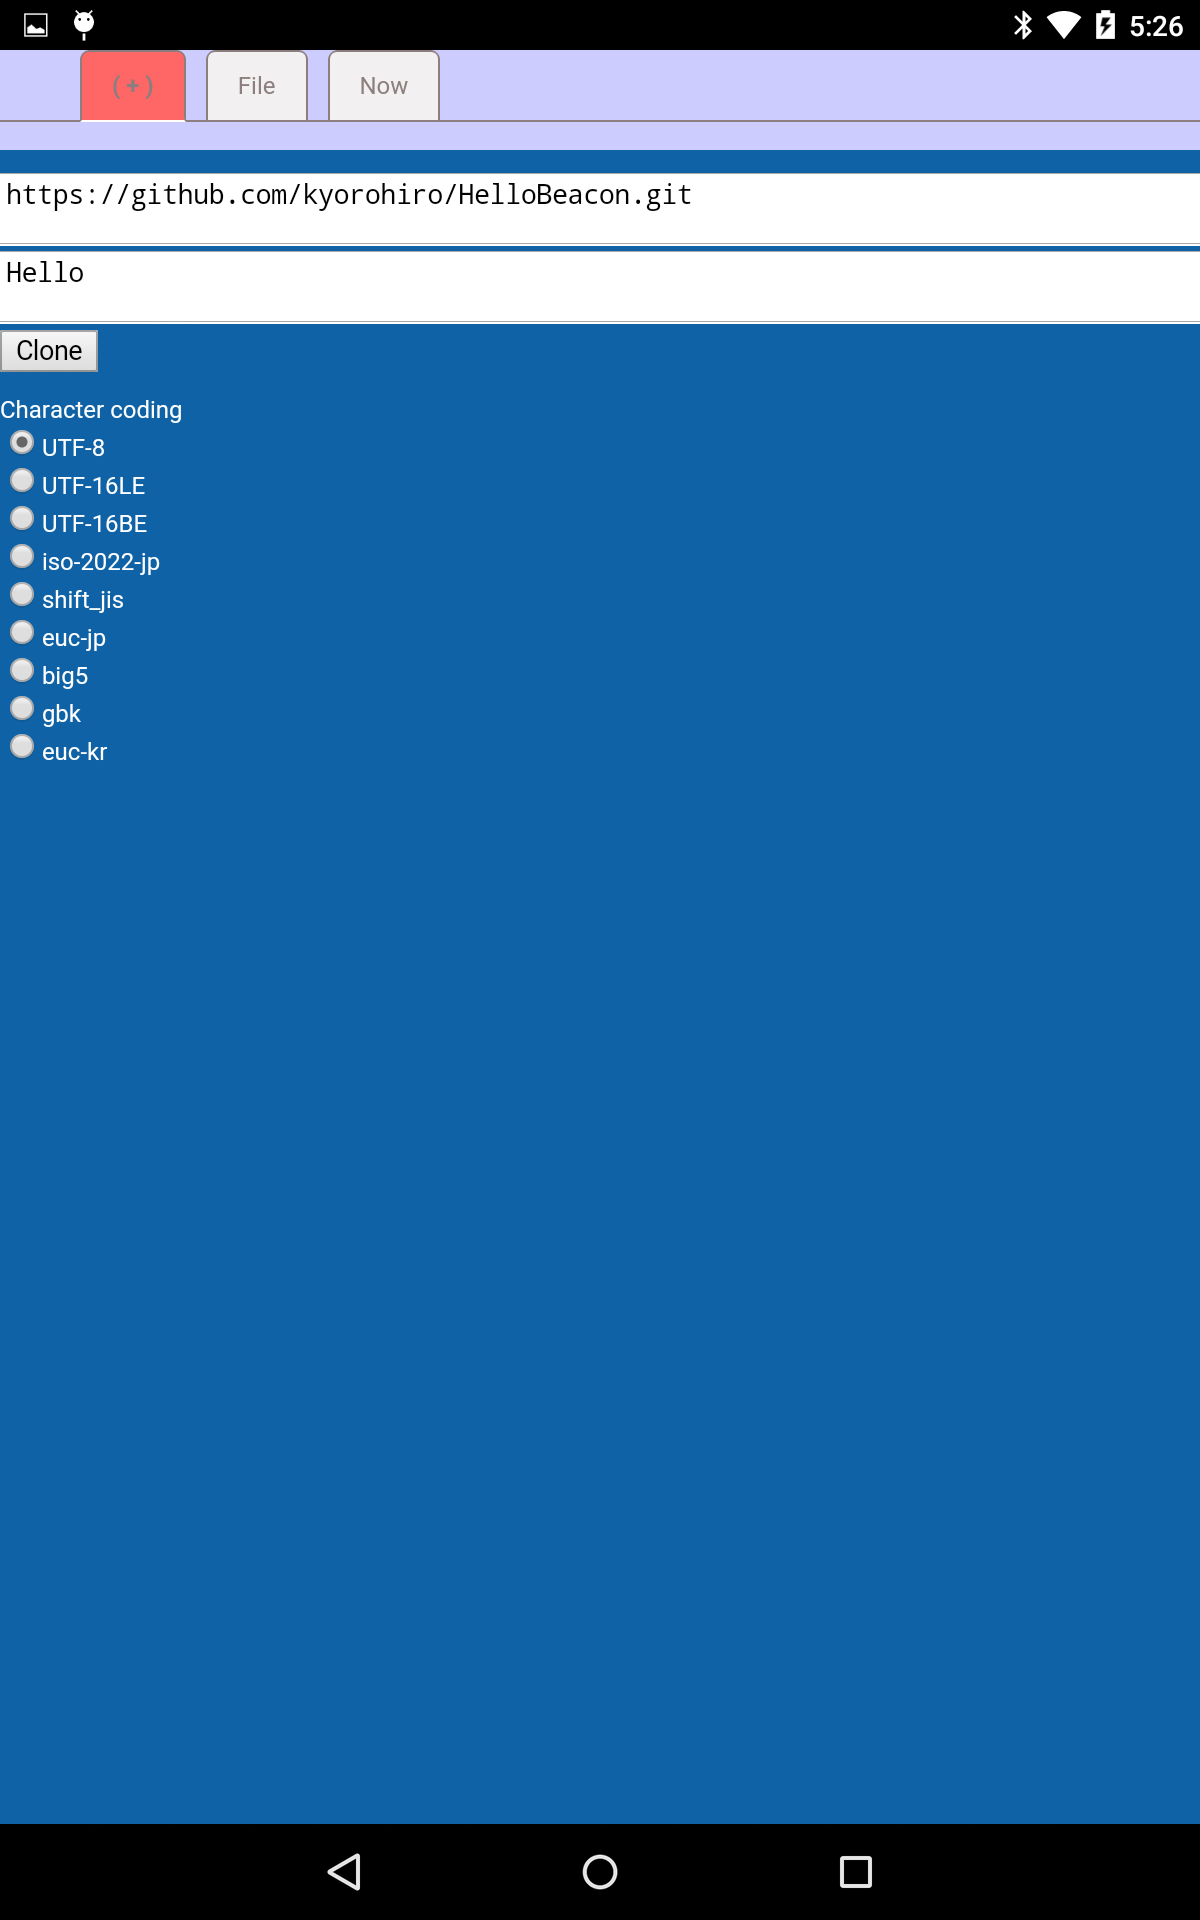 5:26
( + ) File Now
https://github.com/kyorohiro/HelloBeacon.git
Hello
Clone
Character coding
UTF-8
UTF-16LE
UTF-16BE
iso-2022-jp
shift_jis
euc-jp
big5
gbk
euc-kr